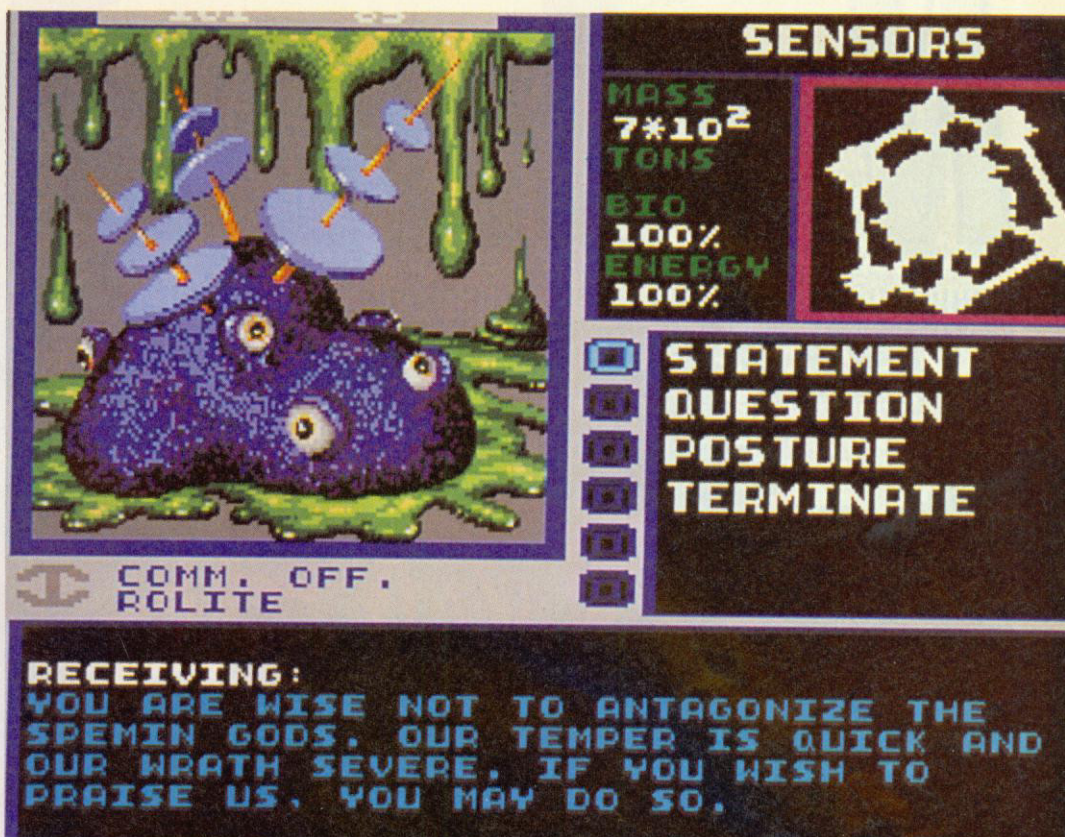 SENSORS
MASS
7*10²
TONS
BIO
100%
ENERGY
100%
STATEMENT
QUESTION
POSTURE
TERMINATE
COMM. OFF.
ROLITE
RECEIVING:
YOU ARE WISE NOT TO ANTAGONIZE THE
SPEMIN GODS. OUR TEMPER IS QUICK AND
OUR WRATH SEVERE. IF YOU WISH TO
PRAISE US, YOU MAY DO SO.